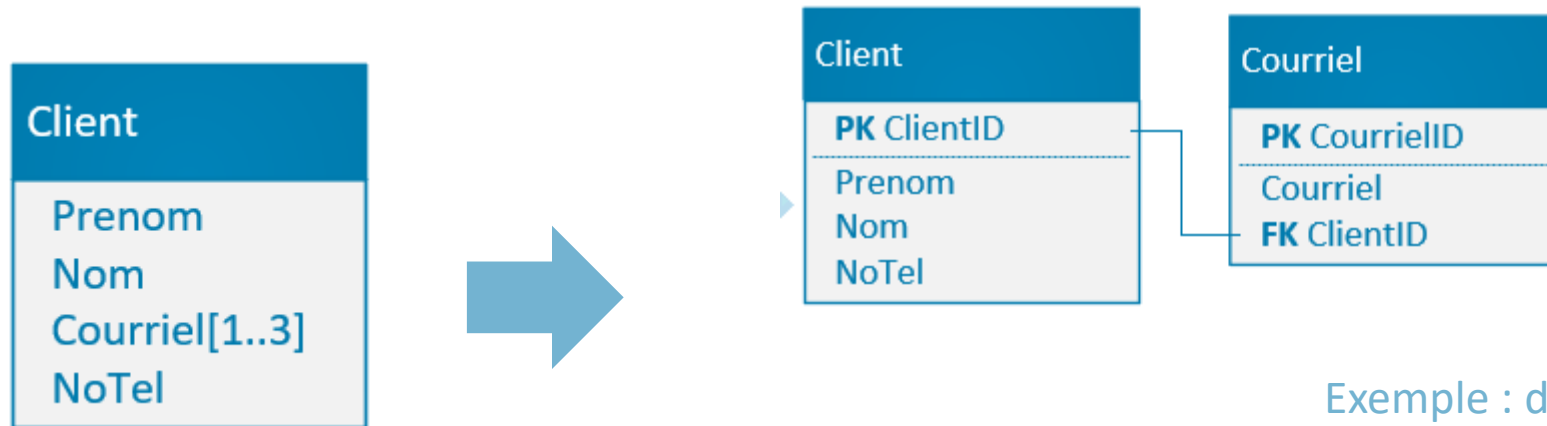 Client
Prenom
Nom
Courriel[1..3]
NoTel
Client
PK ClientID
Prenom
Nom
NoTel
Courriel
PK CourrielID
Courriel
FK ClientID
Exemple : d